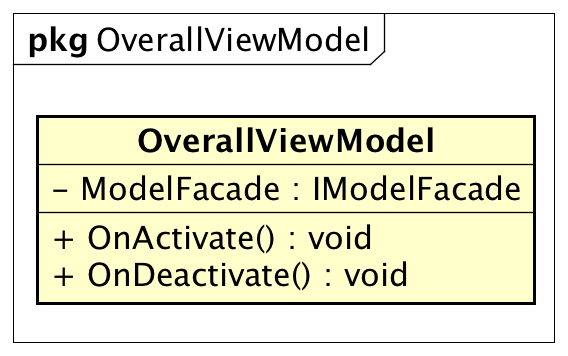 pkg OverallViewModel
OverallViewModel
- ModelFacade : IModelFacade
+ OnActivate() : void
+ OnDeactivate() : void